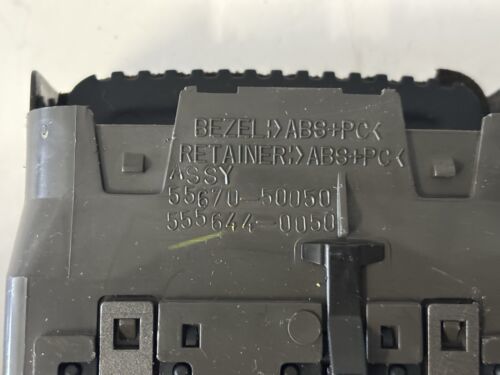 BEZEL:>ABS+PC<
RETAINER:>ABS+PC<
ASSY
55670-50050
555644-0050